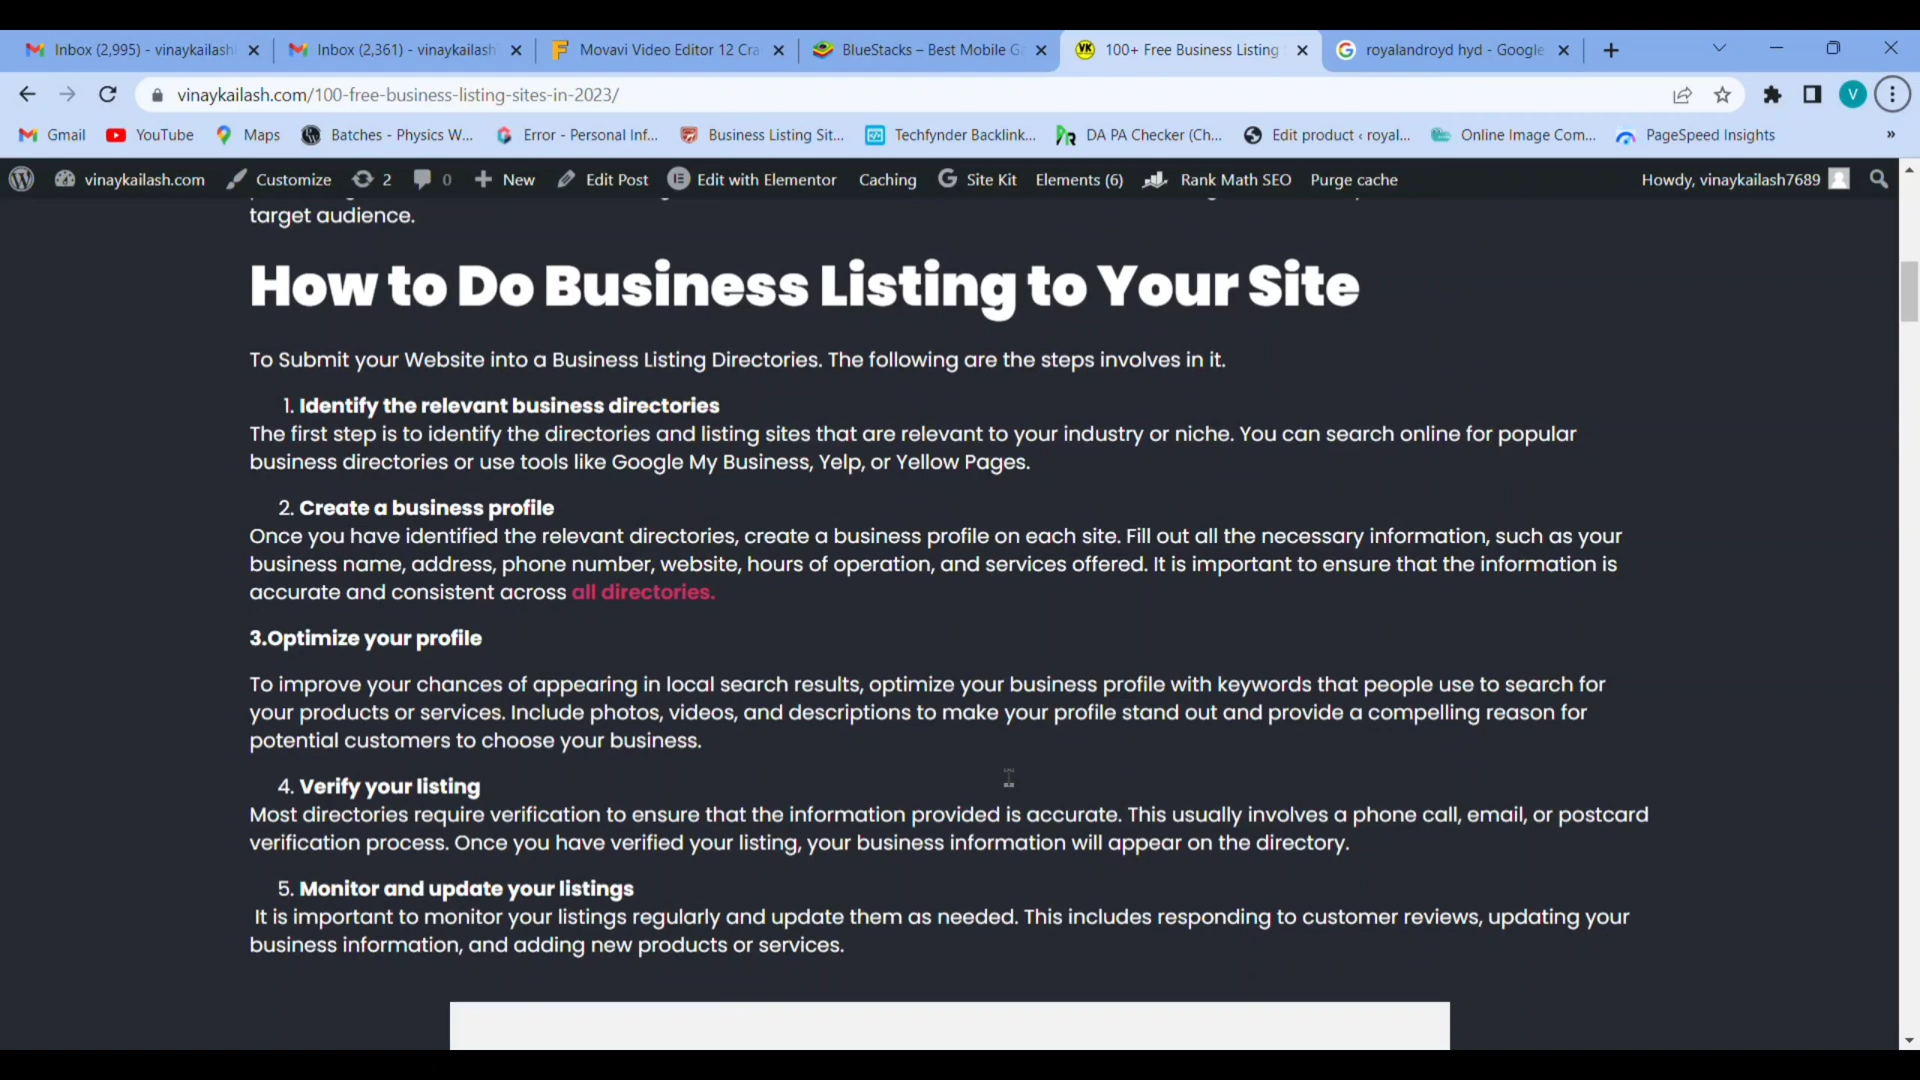 Inbox (2,995) - vinaykailash
Inbox (2,361) - vinaykailash
Movavi Video Editor 12 Cra
BlueStacks – Best Mobile G
100+ Free Business Listing
royalandroyd hyd - Google
vinaykailash.com/100-free-business-listing-sites-in-2023/
V
Gmail
YouTube
Maps
Batches - Physics W...
Error - Personal Inf...
Business Listing Sit...
Techfynder Backlink...
DA PA Checker (Ch...
Edit product ‹ royal...
Online Image Com...
PageSpeed Insights
»
vinaykailash.com
Customize
2
0
New
Edit Post
Edit with Elementor
Caching
Site Kit
Elements (6)
Rank Math SEO
Purge cache
Howdy, vinaykailash7689
target audience.
How to Do Business Listing to Your Site
To Submit your Website into a Business Listing Directories. The following are the steps involves in it.
1. Identify the relevant business directories
The first step is to identify the directories and listing sites that are relevant to your industry or niche. You can search online for popular
business directories or use tools like Google My Business, Yelp, or Yellow Pages.
2. Create a business profile
Once you have identified the relevant directories, create a business profile on each site. Fill out all the necessary information, such as your
business name, address, phone number, website, hours of operation, and services offered. It is important to ensure that the information is
accurate and consistent across all directories.
3.Optimize your profile
To improve your chances of appearing in local search results, optimize your business profile with keywords that people use to search for
your products or services. Include photos, videos, and descriptions to make your profile stand out and provide a compelling reason for
potential customers to choose your business.
4. Verify your listing
Most directories require verification to ensure that the information provided is accurate. This usually involves a phone call, email, or postcard
verification process. Once you have verified your listing, your business information will appear on the directory.
5. Monitor and update your listings
It is important to monitor your listings regularly and update them as needed. This includes responding to customer reviews, updating your
business information, and adding new products or services.